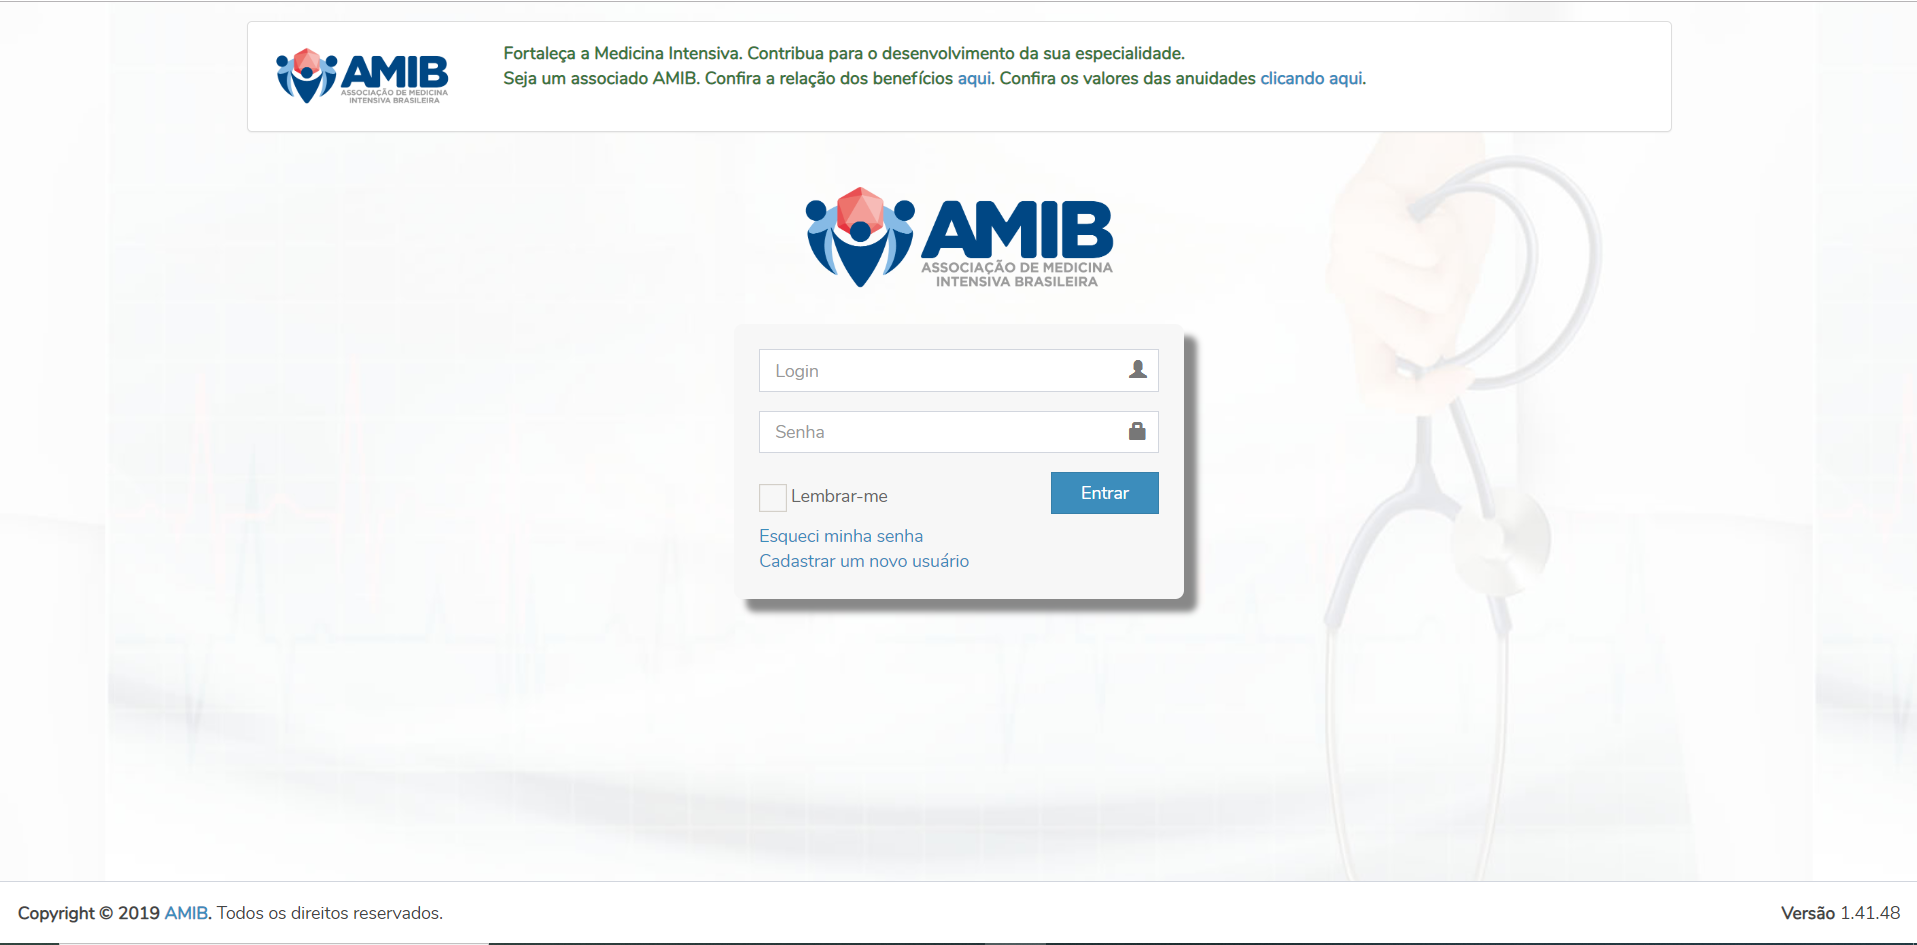 AMIB
ASSOCIAÇÃO DE MEDICINA
INTENSIVA BRASILEIRA
Fortaleça a Medicina Intensiva. Contribua para o desenvolvimento da sua especialidade.
Seja um associado AMIB. Confira a relação dos benefícios aqui. Confira os valores das anuidades clicando aqui.
AMIB
ASSOCIAÇÃO DE MEDICINA
INTENSIVA BRASILEIRA
Login
Senha
Lembrar-me
Entrar
Esqueci minha senha
Cadastrar um novo usuário
Copyright © 2019 AMIB. Todos os direitos reservados.
Versão 1.41.48